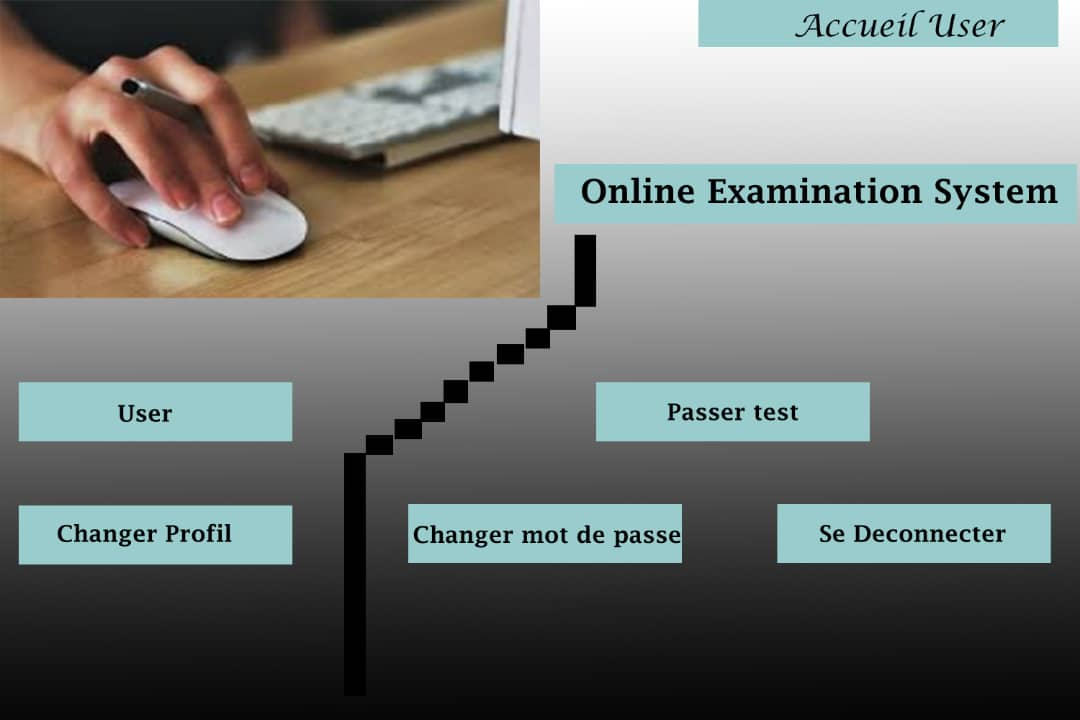 Accueil User
Online Examination System
User
Passer test
Changer Profil
Changer mot de passe
Se Deconnecter